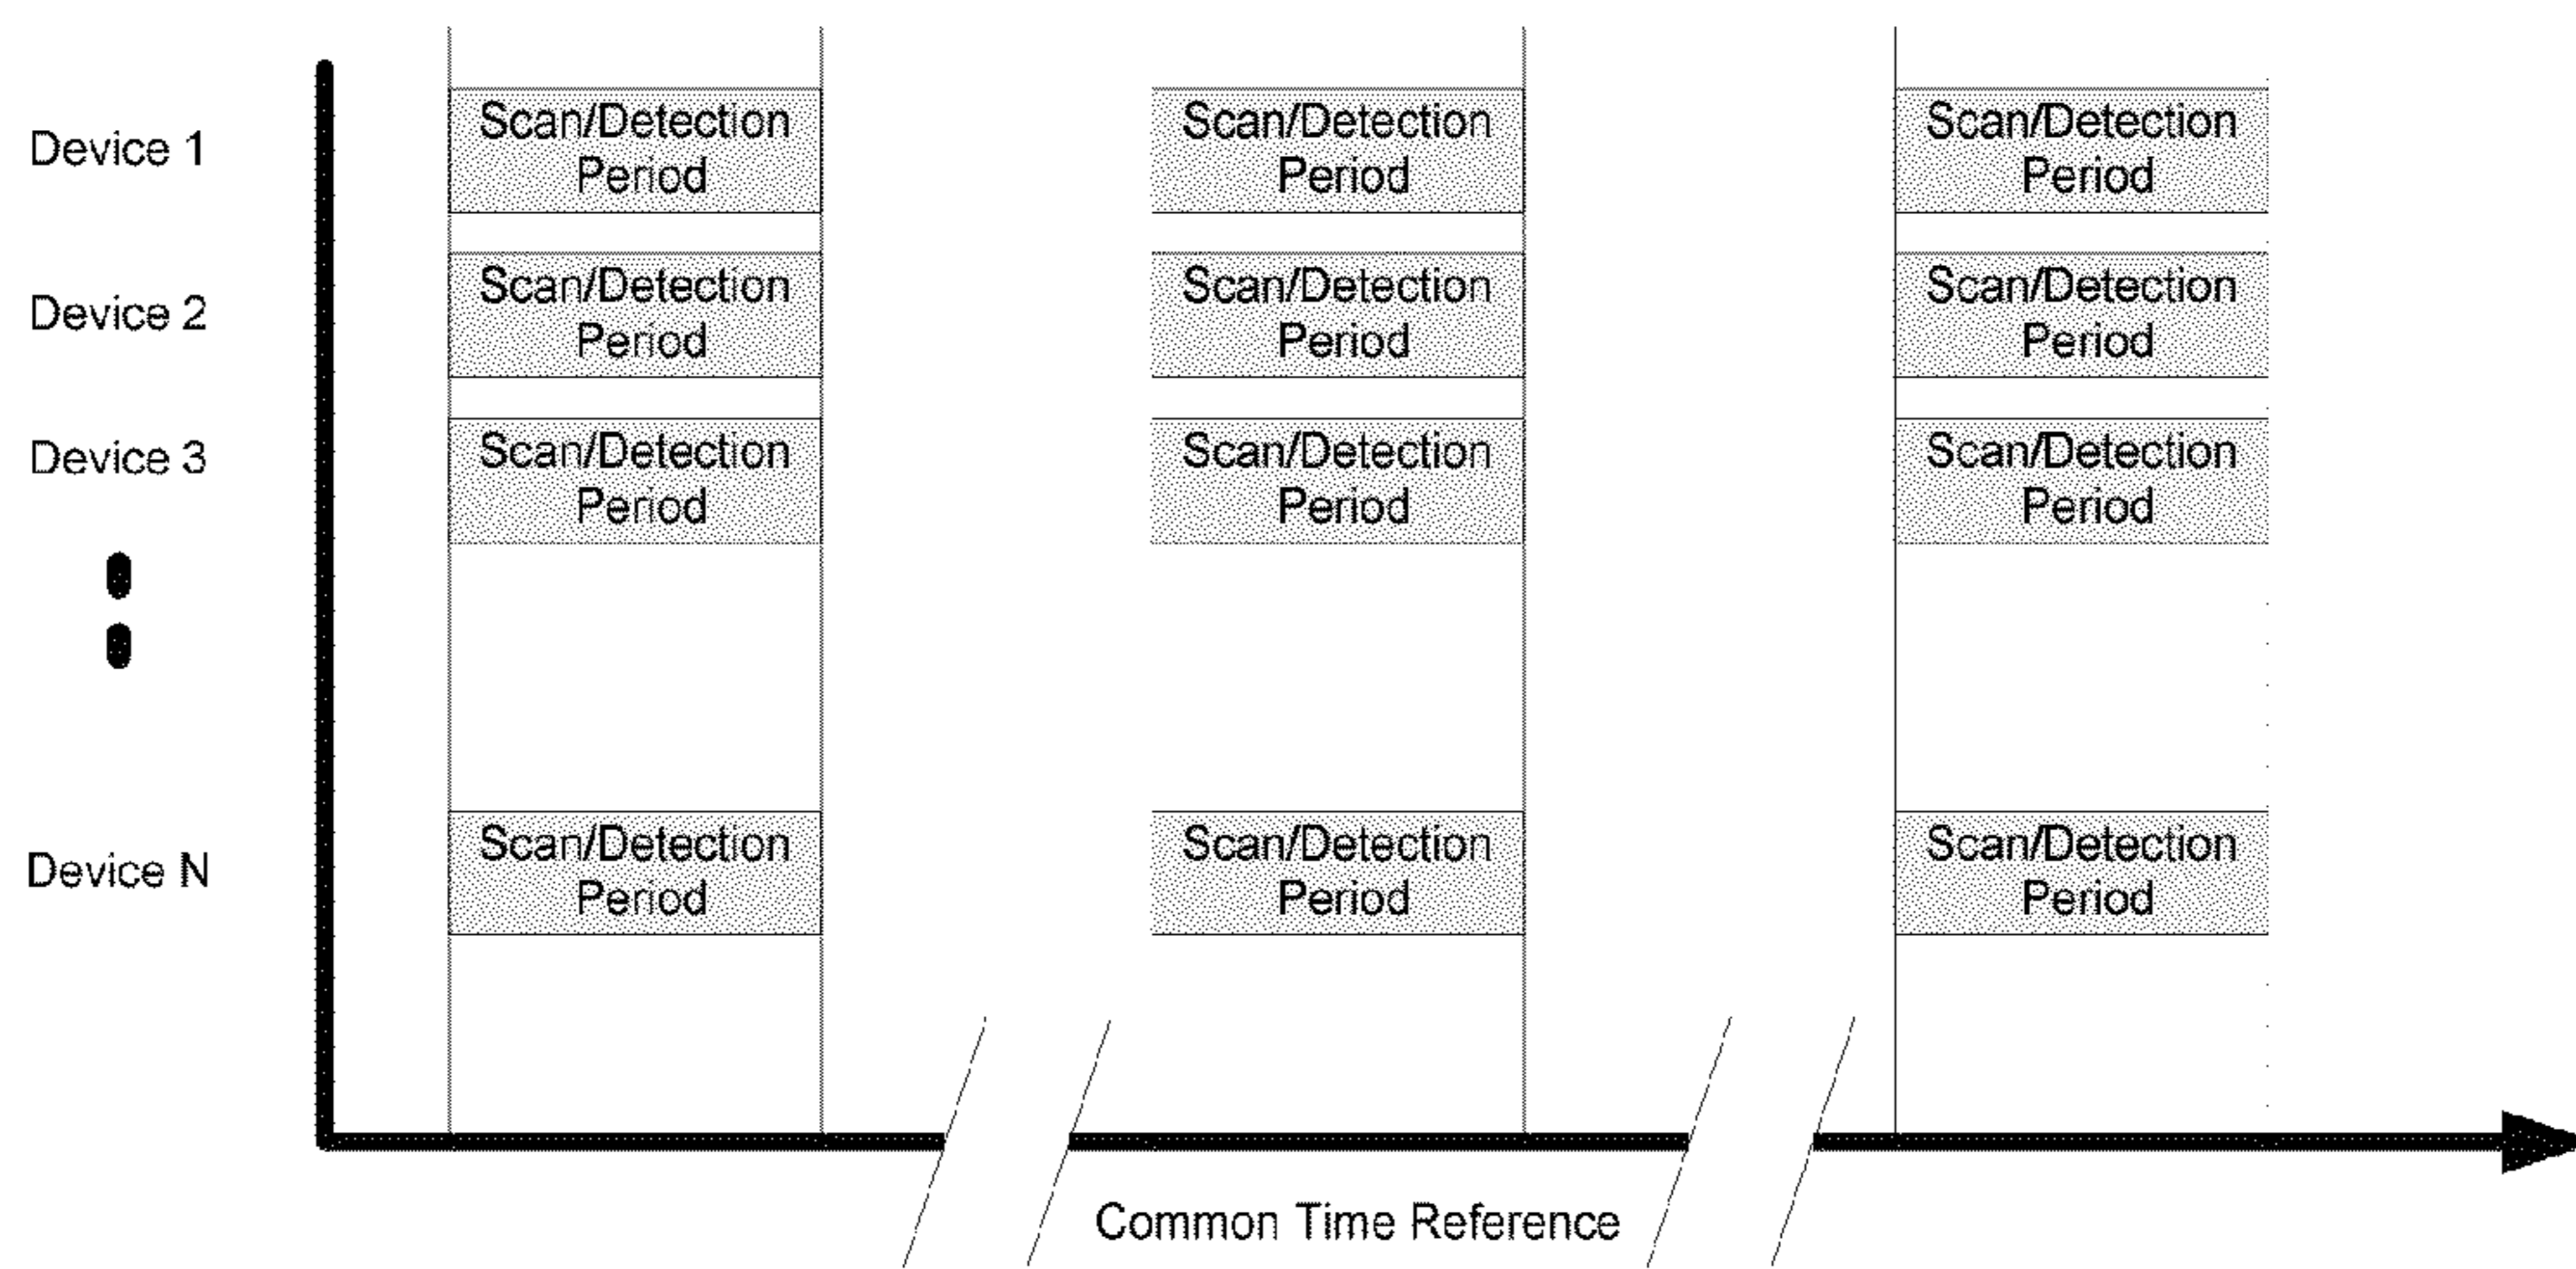 Device 1
Scan/Detection
Period
Scan/Detection
Period
Scan/Detection
Period
Device 2
Scan/Detection
Period
Scan/Detection
Period
Scan/Detection
Period
Device 3
Scan/Detection
Period
Scan/Detection
Period
Scan/Detection
Period
Device N
Scan/Detection
Period
Scan/Detection
Period
Scan/Detection
Period
Common Time Reference